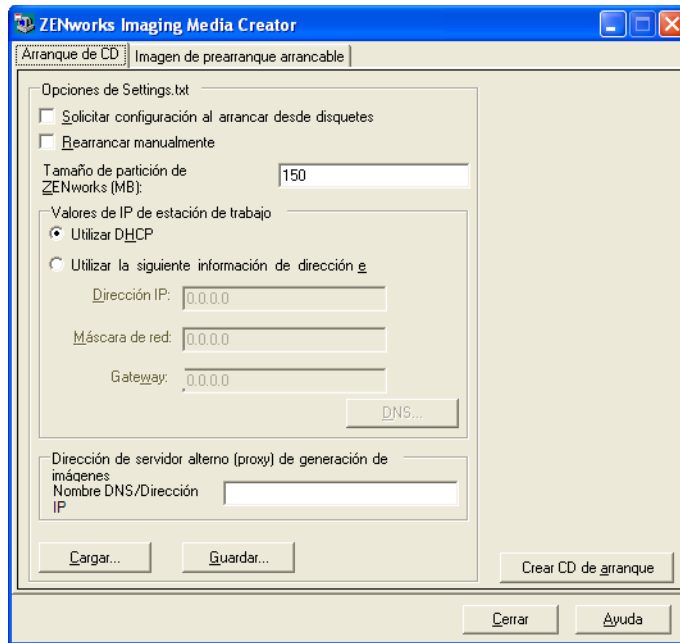 ZENworks Imaging Media Creator
Arranque de CD
Imagen de prearranque arrancable
Opciones de Settings.txt
Solicitar configuración al arrancar desde disquetes
Rearrancar manualmente
Tamaño de partición de
ZENworks (MB):
150
Valores de IP de estación de trabajo
Utilizar DHCP
Utilizar la siguiente información de dirección e
Dirección IP:
0.0.0.0
Máscara de red:
0.0.0.0
Gateway:
0.0.0.0
DNS...
Dirección de servidor alterno (proxy) de generación de
imágenes
Nombre DNS/Dirección
IP
Cargar...
Guardar...
Crear CD de arranque
Cerrar
Ayuda